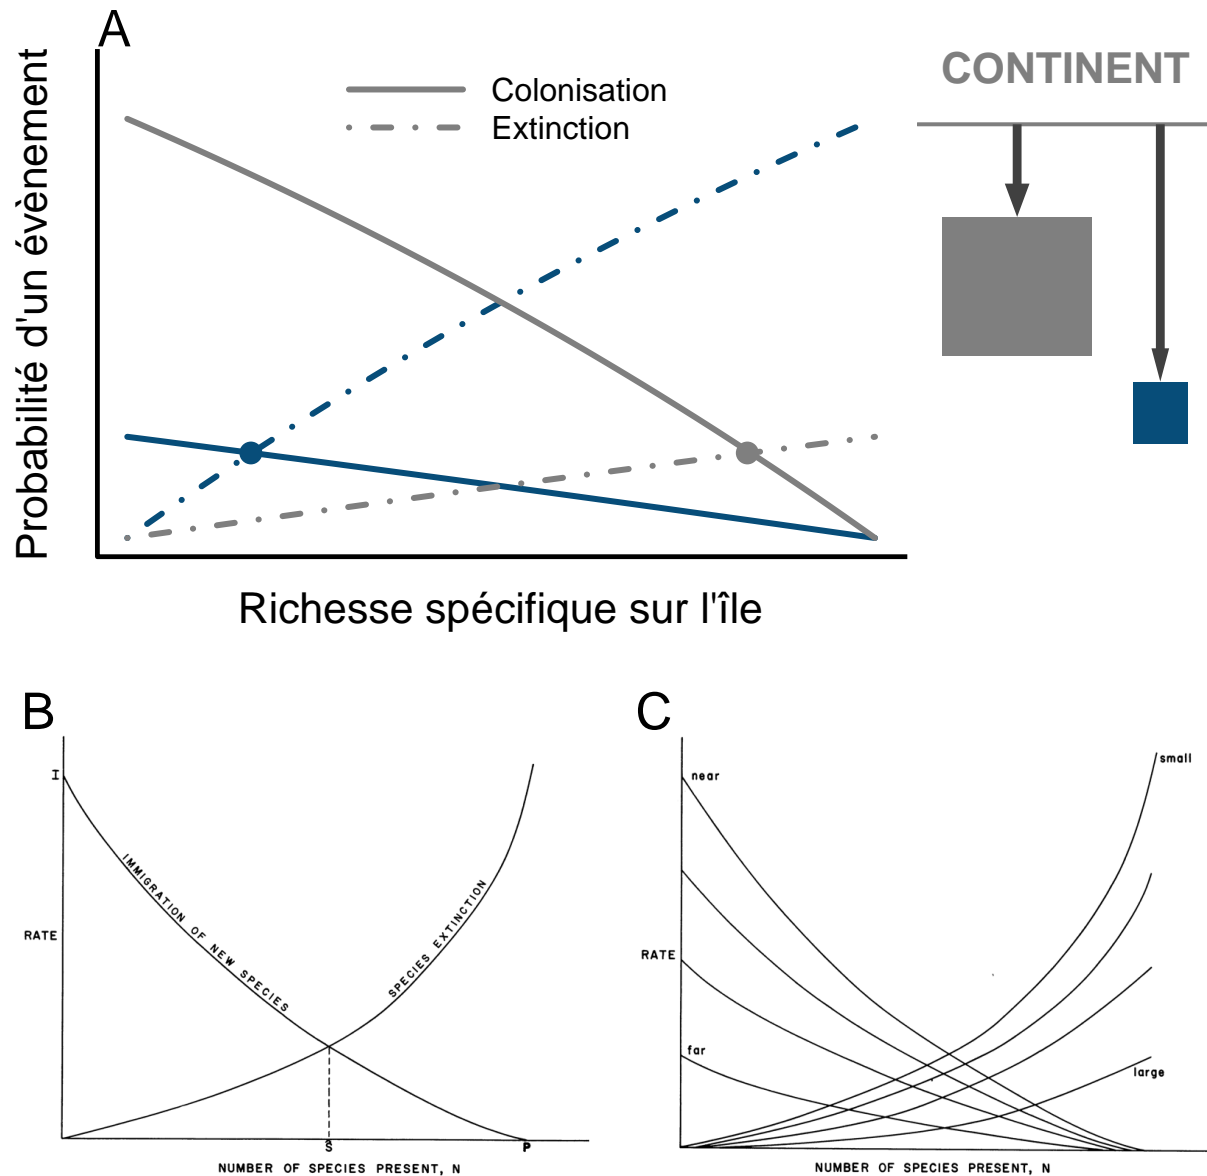 A
Probabilité d'un évènement
Colonisation
Extinction
CONTINENT
Richesse spécifique sur l'île
B
I
IMMIGRATION OF NEW SPECIES
SPECIES EXTINCTION
RATE
Ŝ
P
NUMBER OF SPECIES PRESENT, N
C
near
small
RATE
far
large
NUMBER OF SPECIES PRESENT, N